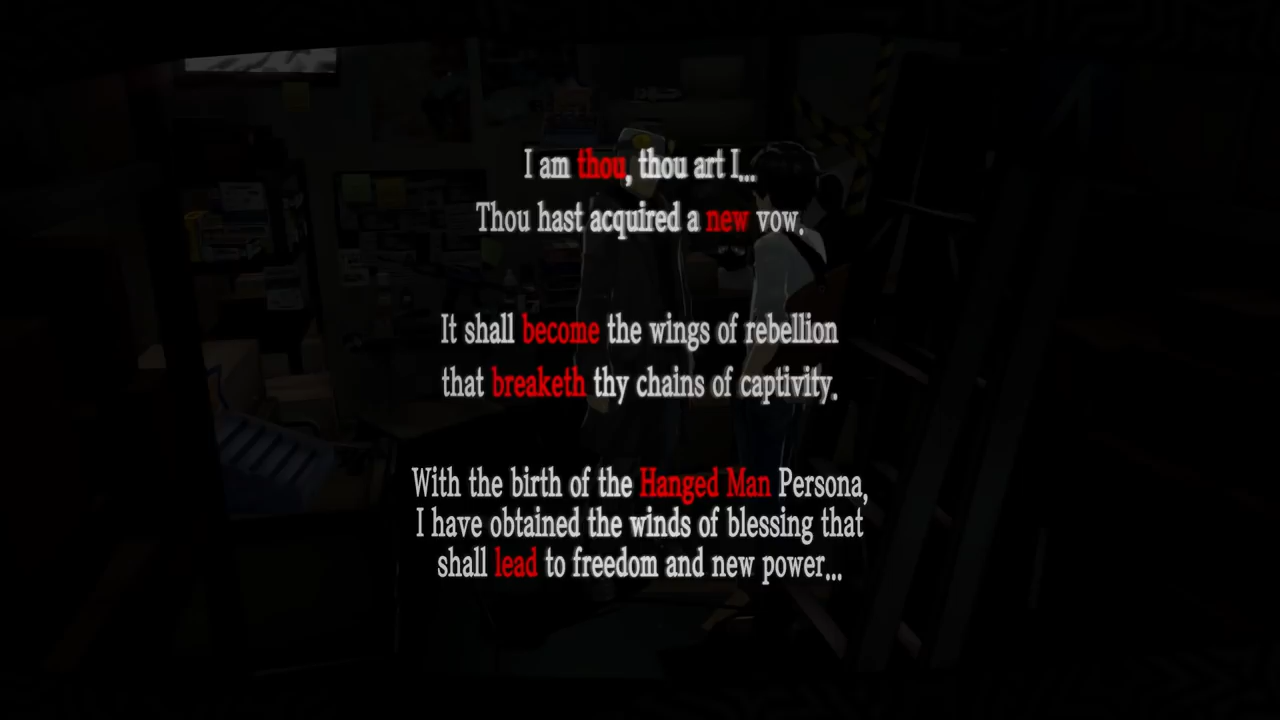 I am thou, thou art I...
Thou hast acquired a new vow.
It shall become the wings of rebellion
that breaketh thy chains of captivity.
With the birth of the Hanged Man Persona,
I have obtained the winds of blessing that
shall lead to freedom and new power...